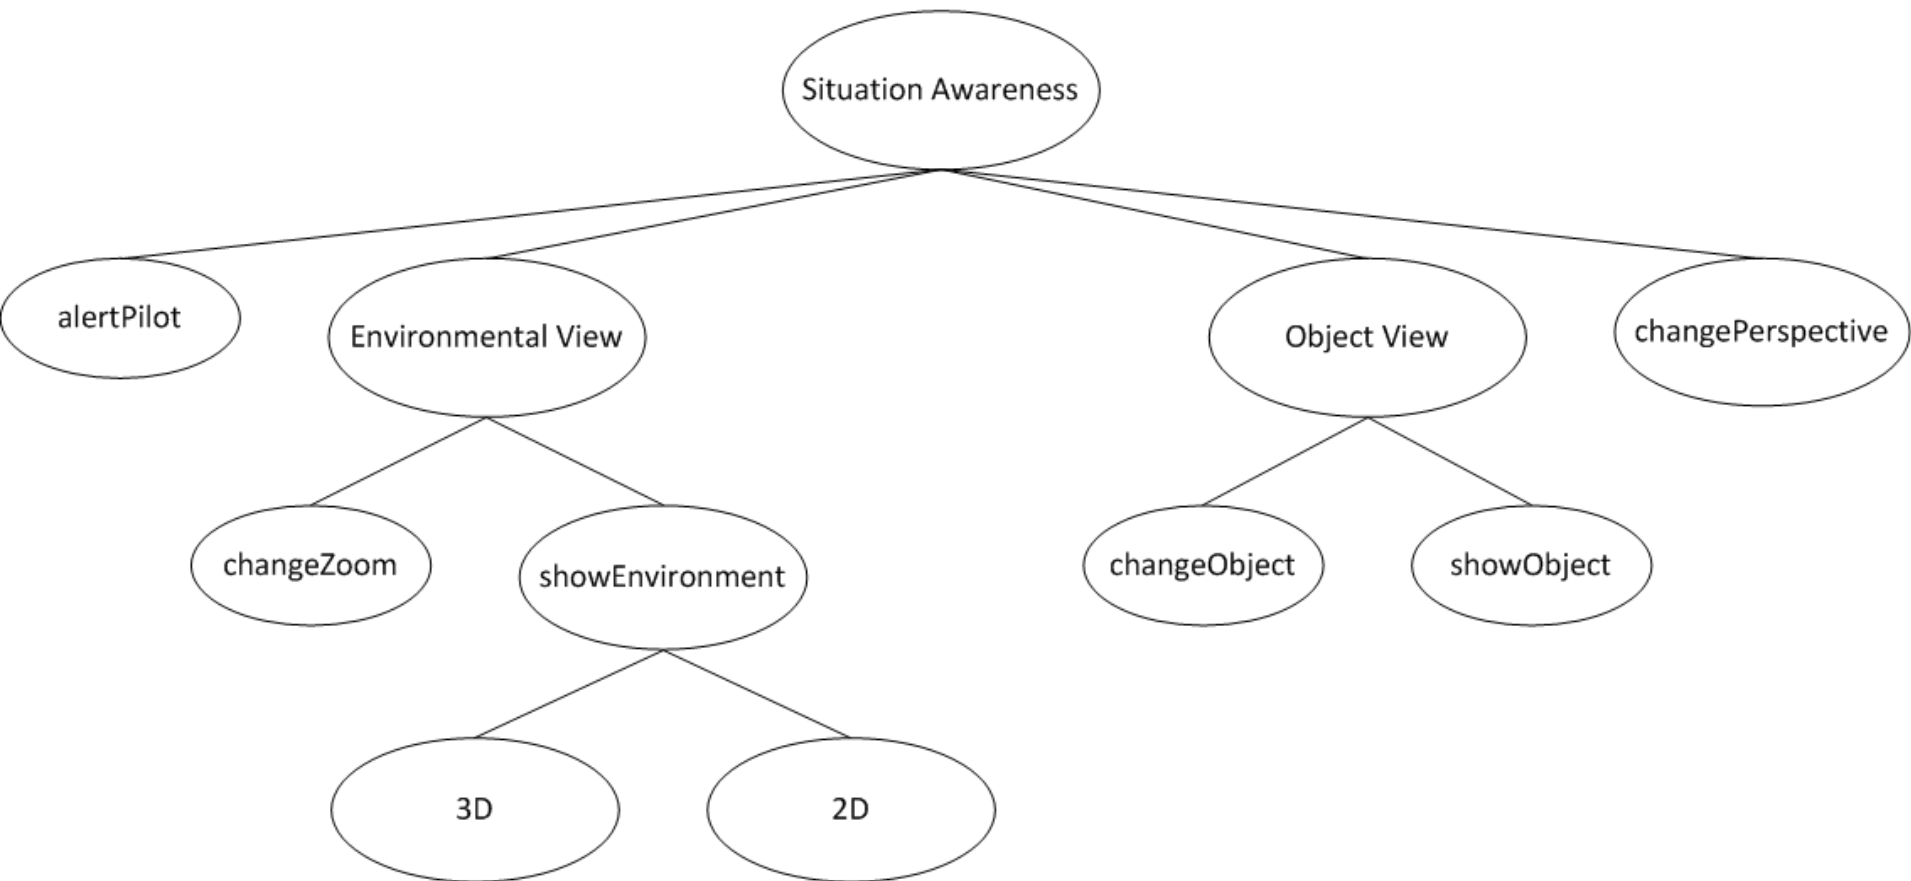 Situation Awareness
alertPilot
Environmental View
Object View
changePerspective
changeZoom
showEnvironment
changeObject
showObject
3D
2D